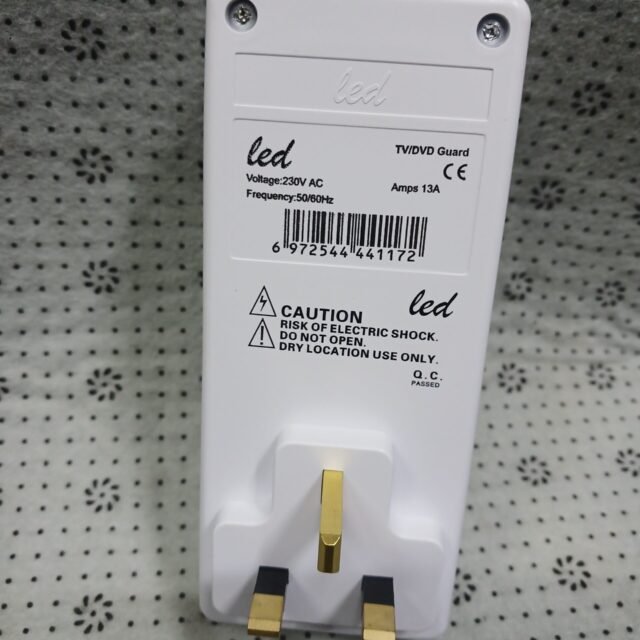 led
led
TV/DVD Guard
Voltage:230V AC
CE
Amps 13A
Frequency:50/60Hz
6 972544 441172
led
CAUTION
RISK OF ELECTRIC SHOCK.
DO NOT OPEN.
DRY LOCATION USE ONLY.
Q.C.
PASSED